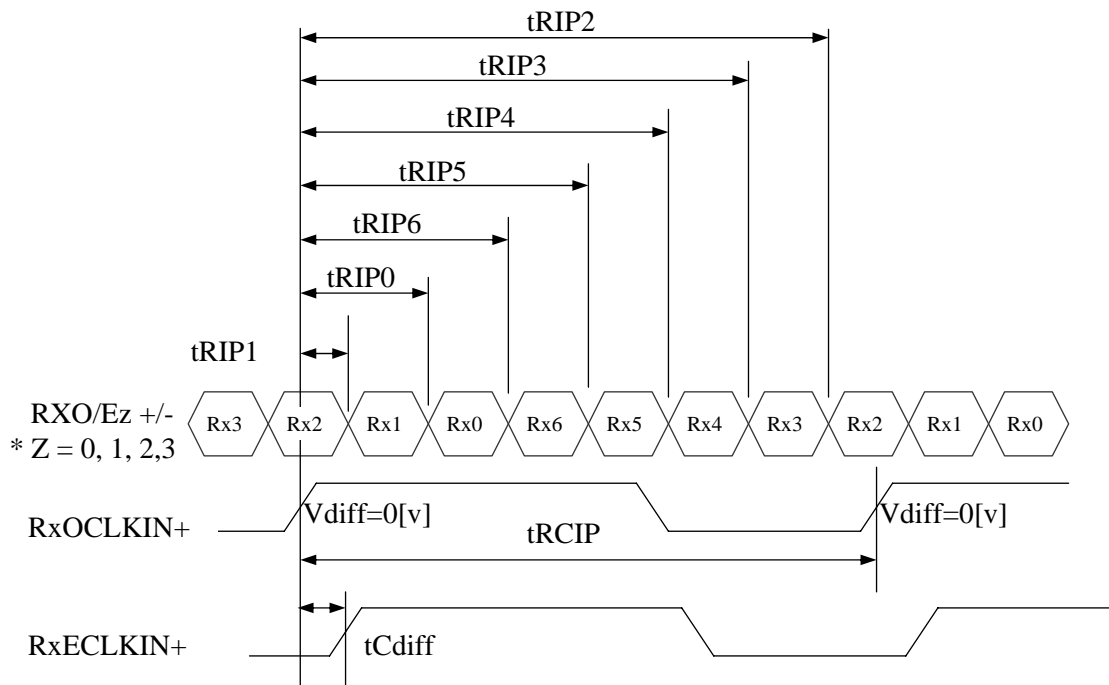 tRIP2
tRIP3
tRIP4
tRIP5
tRIP6
tRIP0
tRIP1
RXO/Ez +/-
* Z = 0, 1, 2,3
Rx3 Rx2 Rx1 Rx0 Rx6 Rx5 Rx4 Rx3 Rx2 Rx1 Rx0
RxOCLKIN+
Vdiff=0[v] Vdiff=0[v]
tRCIP
RxECLKIN+
tCdiff